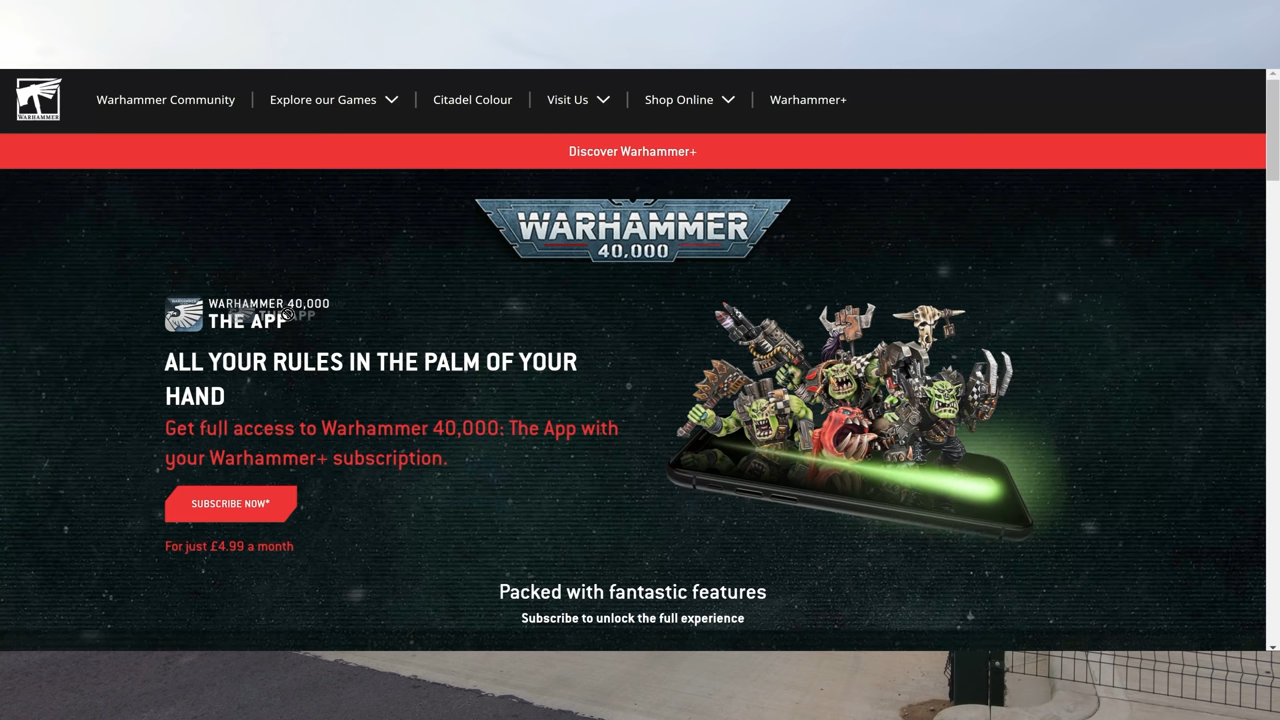 WARHAMMER
Warhammer Community
Explore our Games
Citadel Colour
Visit Us
Shop Online
Warhammer+
Discover Warhammer+
WARHAMMER
40,000
WARHAMMER 40,000
THE APP
ALL YOUR RULES IN THE PALM OF YOUR
HAND
Get full access to Warhammer 40,000: The App with
your Warhammer+ subscription.
SUBSCRIBE NOW*
For just £4.99 a month
Packed with fantastic features
Subscribe to unlock the full experience